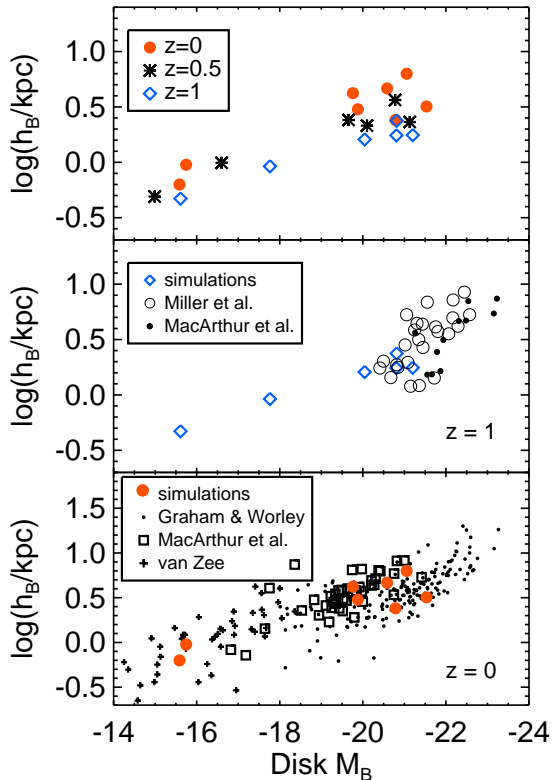 1.0
0.5
0.0
-0.5
log(h_B/kpc)
z=0
z=0.5
z=1
1.0
0.5
0.0
-0.5
log(h_B/kpc)
simulations
Miller et al.
MacArthur et al.
z = 1
1.5
1.0
0.5
0.0
-0.5
log(h_B/kpc)
simulations
Graham & Worley
MacArthur et al.
van Zee
z = 0
-14 -16 -18 -20 -22 -24
Disk M_B